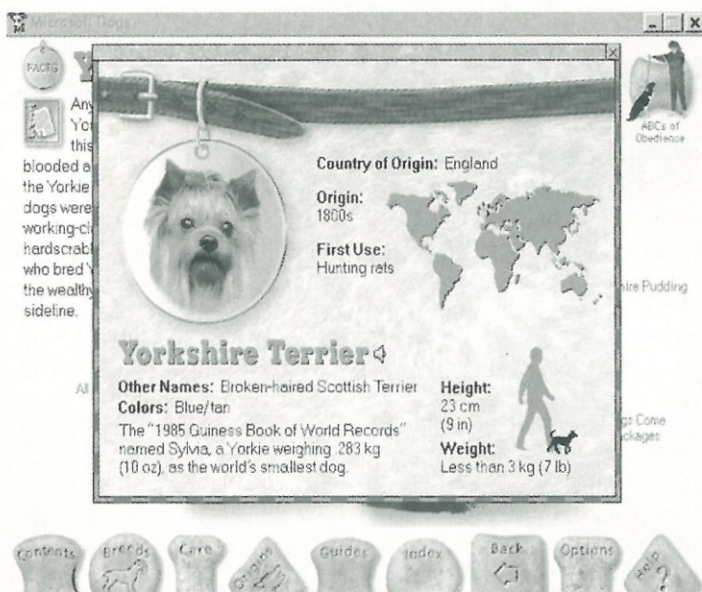 Microsoft Dogs
FACTS
Any
You
this
blooded a
the Yorkie
dogs were
working-cl
hardscrabl
who bred
the wealthy
sideline.
All
ABCs of
Obedience
ire Pudding
gs Come
ckages
Country of Origin: England
Origin:
1800s
First Use:
Hunting rats
Yorkshire Terrier
Other Names: Broken-haired Scottish Terrier
Colors: Blue/tan
The "1985 Guiness Book of World Records"
named Sylvia, a Yorkie weighing .283 kg
(10 oz), as the world's smallest dog.
Height:
23 cm
(9 in)
Weight:
Less than 3 kg (7 lb)
Contents
Breeds
Care
Origins
Guides
Index
Back
Options
Help
?